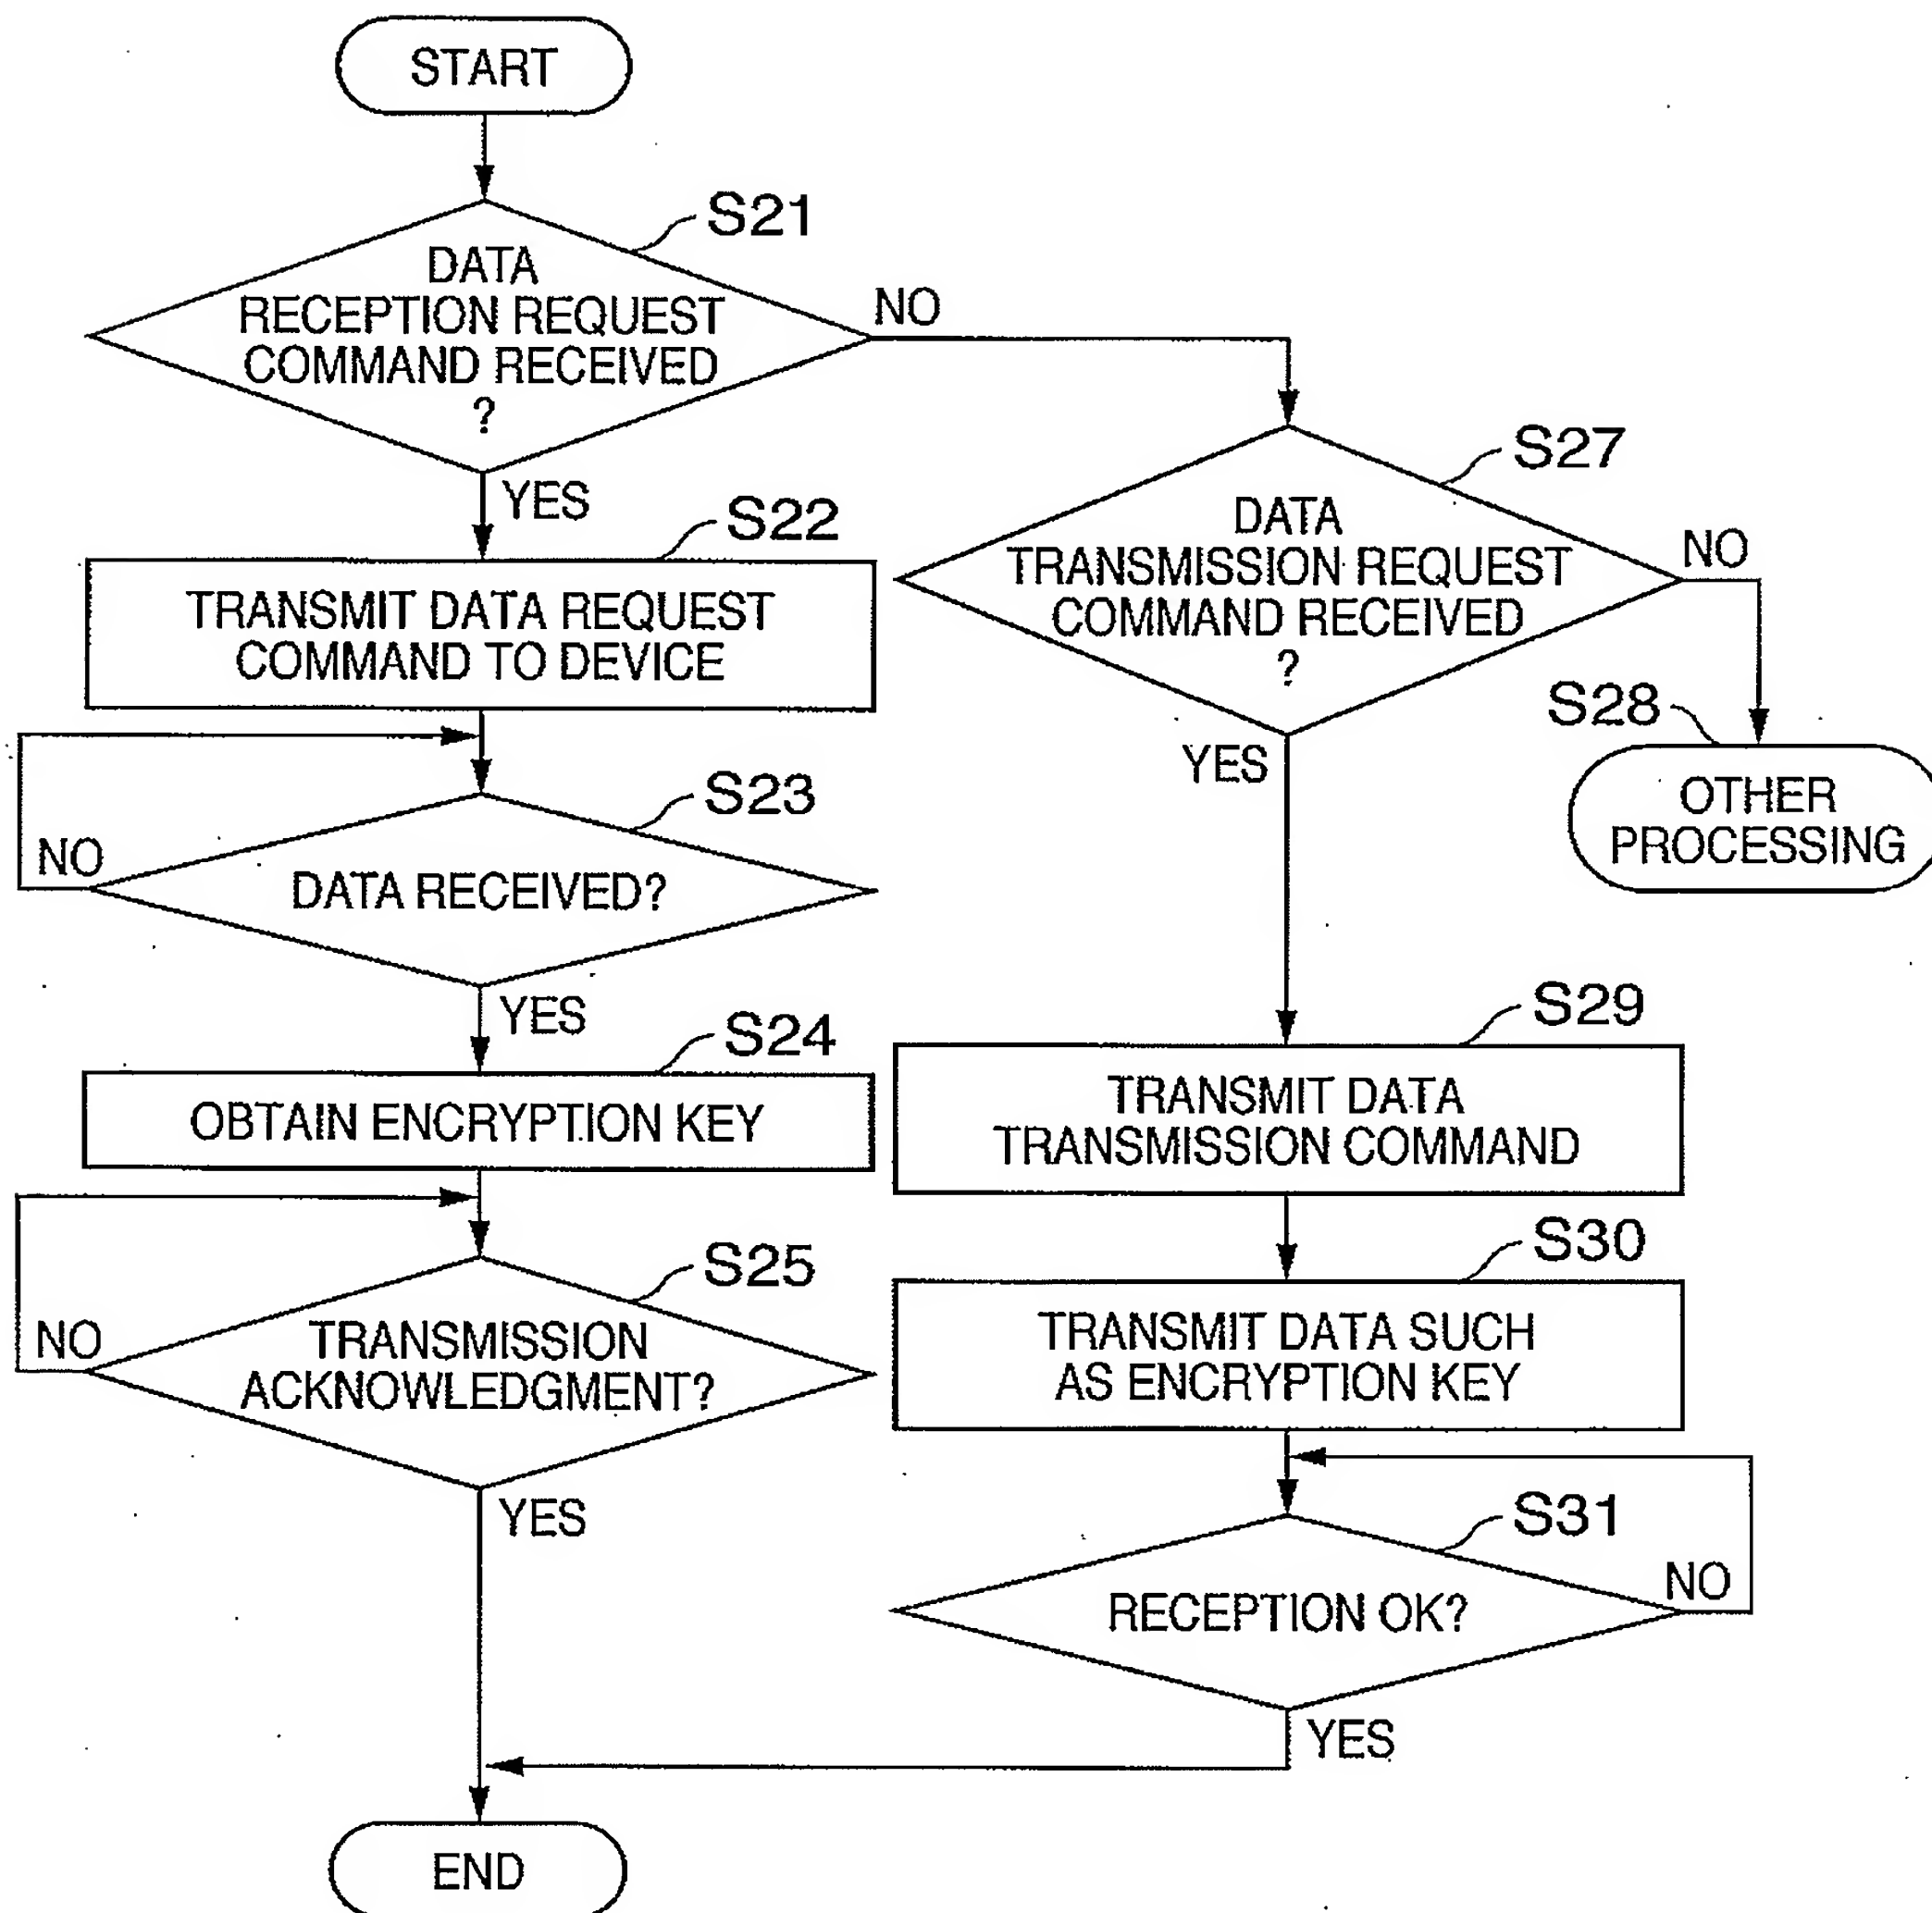 START
S21
DATA
RECEPTION REQUEST
COMMAND RECEIVED
?
NO
YES
S22
TRANSMIT DATA REQUEST
COMMAND TO DEVICE
S23
NO
DATA RECEIVED?
YES
S24
OBTAIN ENCRYPTION KEY
S25
NO
TRANSMISSION
ACKNOWLEDGMENT?
YES
S27
DATA
TRANSMISSION REQUEST
COMMAND RECEIVED
?
NO
YES
S28
OTHER
PROCESSING
S29
TRANSMIT DATA
TRANSMISSION COMMAND
S30
TRANSMIT DATA SUCH
AS ENCRYPTION KEY
S31
RECEPTION OK?
NO
YES
END